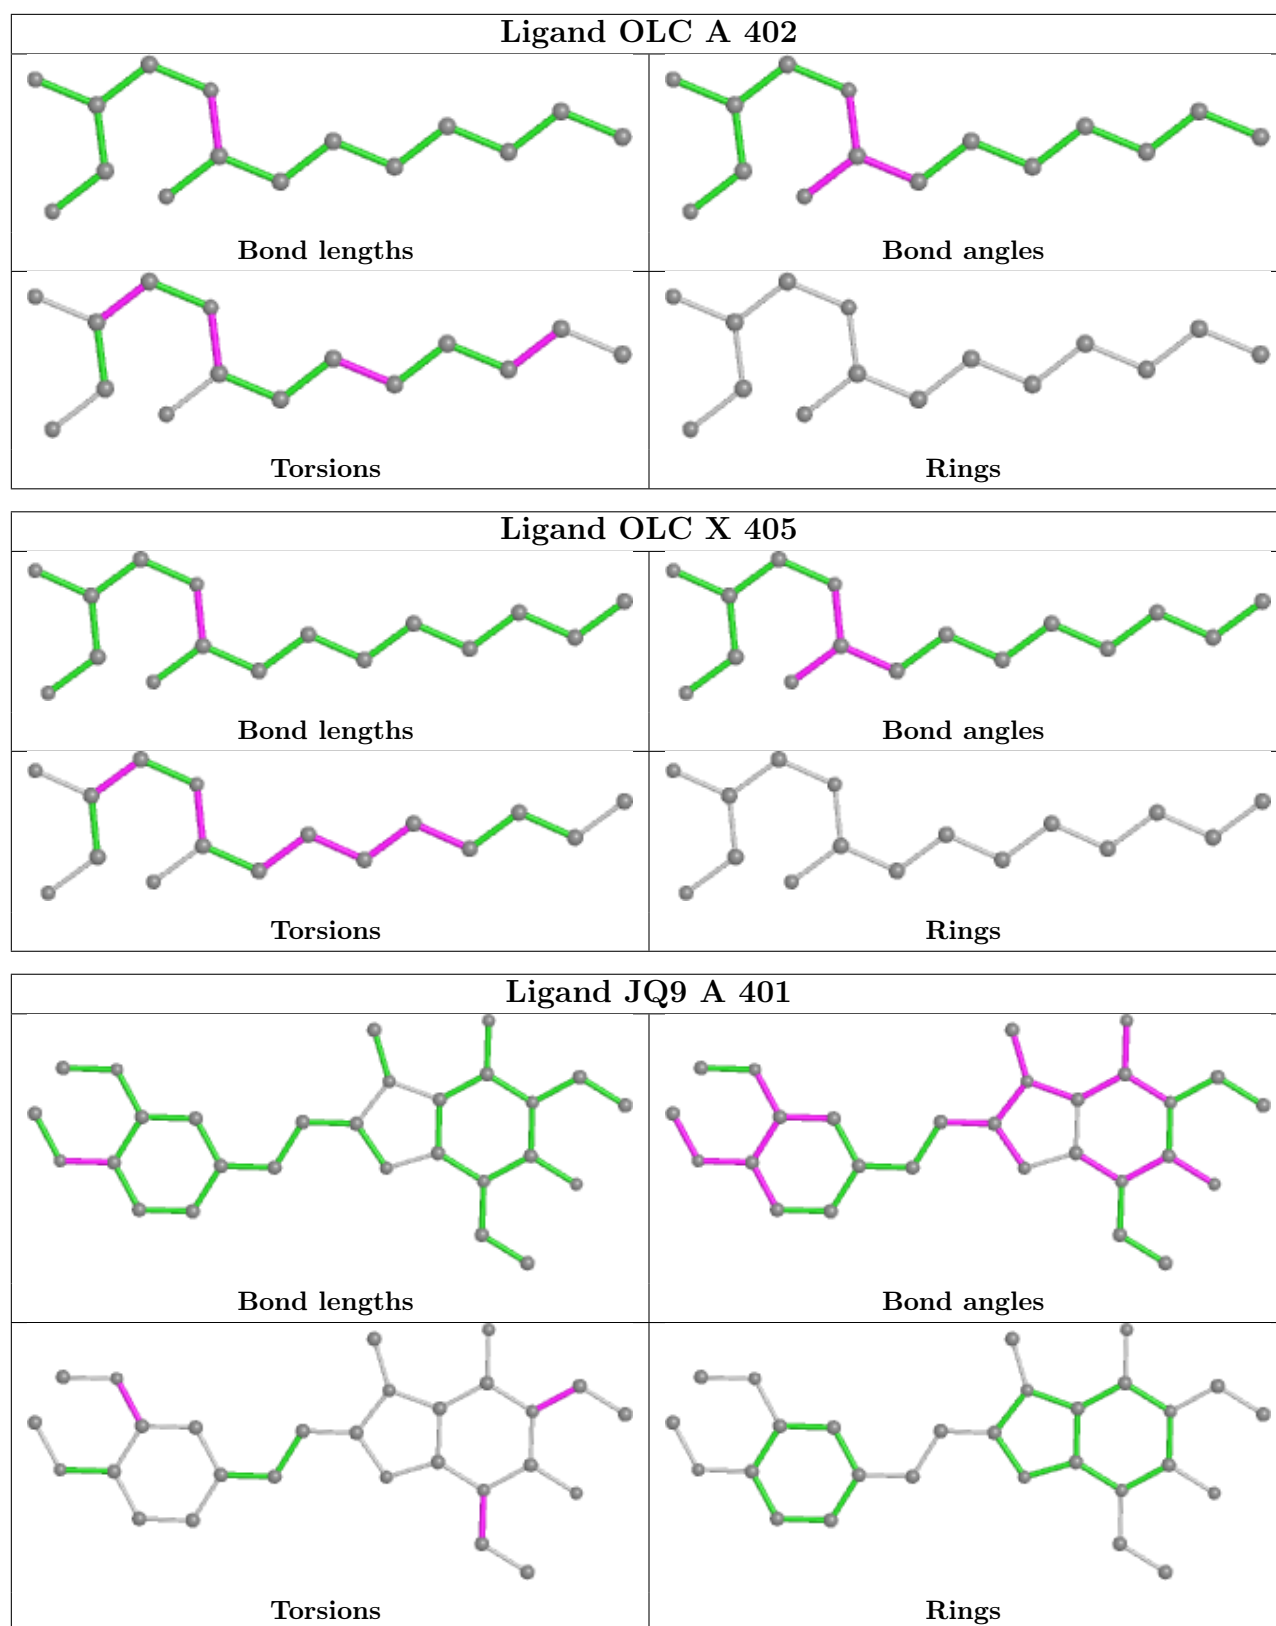 Ligand OLC A 402
Bond lengths
Bond angles
Torsions
Rings
Ligand OLC X 405
Bond lengths
Bond angles
Torsions
Rings
Ligand JQ9 A 401
Bond lengths
Bond angles
Torsions
Rings